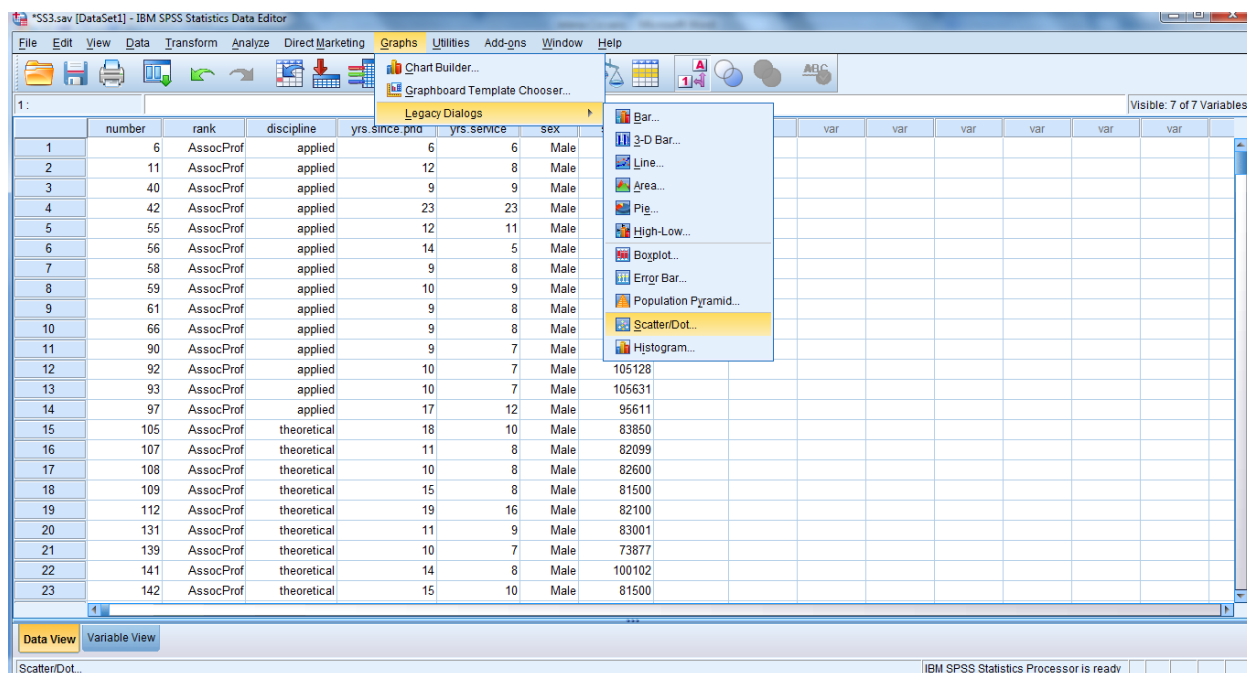 *SS3.sav [DataSet1] - IBM SPSS Statistics Data Editor
File Edit View Data Transform Analyze Direct Marketing Graphs Utilities Add-ons Window Help
Chart Builder...
Graphboard Template Chooser...
Legacy Dialogs
Bar...
3-D Bar...
Line...
Area...
Pie...
High-Low...
Boxplot...
Error Bar...
Population Pyramid...
Scatter/Dot...
Histogram...
1 :
Visible: 7 of 7 Variables
number rank discipline yrs.since.phd yrs.service sex var var var var var var
1 6 AssocProf applied 6 6 Male
2 11 AssocProf applied 12 8 Male
3 40 AssocProf applied 9 9 Male
4 42 AssocProf applied 23 23 Male
5 55 AssocProf applied 12 11 Male
6 56 AssocProf applied 14 5 Male
7 58 AssocProf applied 9 8 Male
8 59 AssocProf applied 10 9 Male
9 61 AssocProf applied 9 8 Male
10 66 AssocProf applied 9 8 Male
11 90 AssocProf applied 9 7 Male
12 92 AssocProf applied 10 7 Male 105128
13 93 AssocProf applied 10 7 Male 105631
14 97 AssocProf applied 17 12 Male 95611
15 105 AssocProf theoretical 18 10 Male 83850
16 107 AssocProf theoretical 11 8 Male 82099
17 108 AssocProf theoretical 10 8 Male 82600
18 109 AssocProf theoretical 15 8 Male 81500
19 112 AssocProf theoretical 19 16 Male 82100
20 131 AssocProf theoretical 11 9 Male 83001
21 139 AssocProf theoretical 10 7 Male 73877
22 141 AssocProf theoretical 14 8 Male 100102
23 142 AssocProf theoretical 15 10 Male 81500
Data View Variable View
Scatter/Dot...
IBM SPSS Statistics Processor is ready